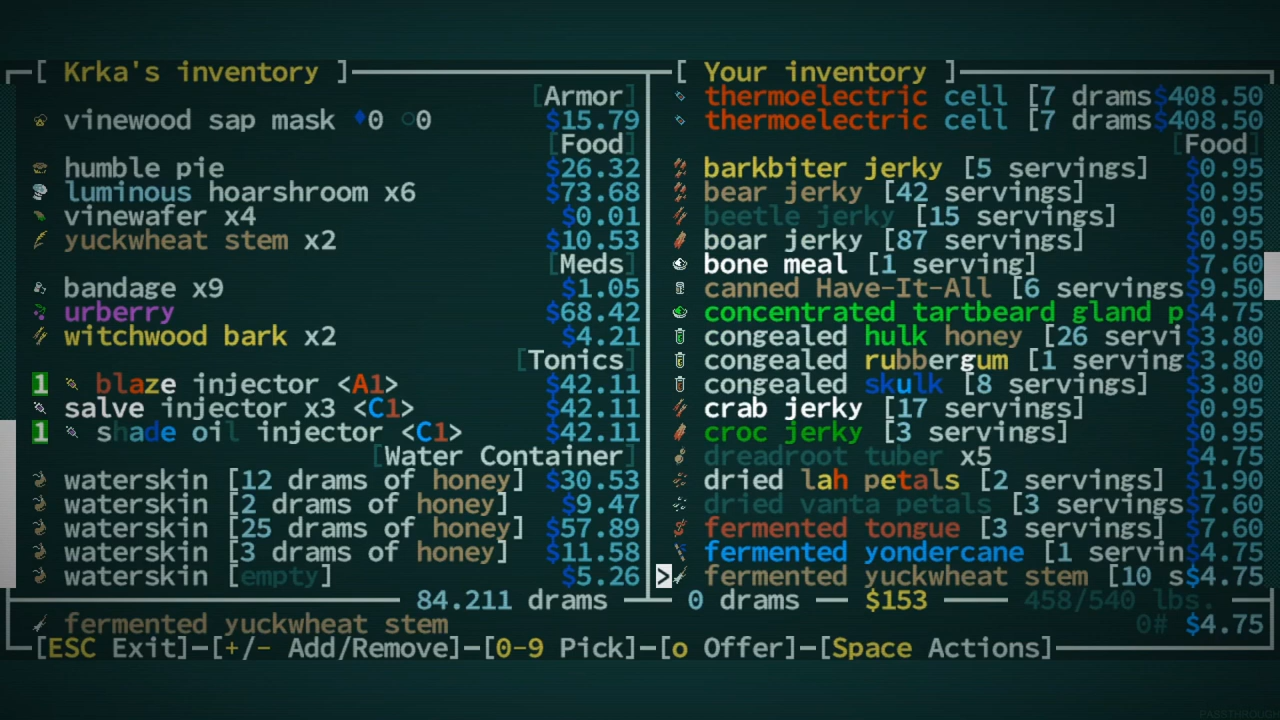 [ Krka's inventory ]
[Armor]
vinewood sap mask ♦0 ○0 $15.79
[Food]
humble pie $26.32
luminous hoarshroom x6 $73.68
vinewafer x4 $0.01
yuckwheat stem x2 $10.53
[Meds]
bandage x9 $1.05
urberry $68.42
witchwood bark x2 $4.21
[Tonics]
1 blaze injector <A1> $42.11
salve injector x3 <C1> $42.11
1 shade oil injector <C1> $42.11
[Water Container]
waterskin [12 drams of honey] $30.53
waterskin [2 drams of honey] $9.47
waterskin [25 drams of honey] $57.89
waterskin [3 drams of honey] $11.58
waterskin [empty] $5.26
84.211 drams
[ Your inventory ]
thermoelectric cell [7 drams $408.50
thermoelectric cell [7 drams $408.50
[Food]
barkbiter jerky [5 servings] $0.95
bear jerky [42 servings] $0.95
beetle jerky [15 servings] $0.95
boar jerky [87 servings] $0.95
bone meal [1 serving] $7.60
canned Have-It-All [6 servings $9.50
concentrated tartbeard gland p $4.75
congealed hulk honey [26 servi $3.80
congealed rubbergum [1 serving $3.80
congealed skulk [8 servings] $3.80
crab jerky [17 servings] $0.95
croc jerky [3 servings] $0.95
dreadroot tuber x5 $4.75
dried lah petals [2 servings] $1.90
dried vanta petals [3 servings $7.60
fermented tongue [3 servings] $7.60
fermented yondercane [1 servin $4.75
> fermented yuckwheat stem [10 s $4.75
0 drams $153 458/540 lbs.
fermented yuckwheat stem 0# $4.75
[ESC Exit]-[+/- Add/Remove]-[0-9 Pick]-[o Offer]-[Space Actions]